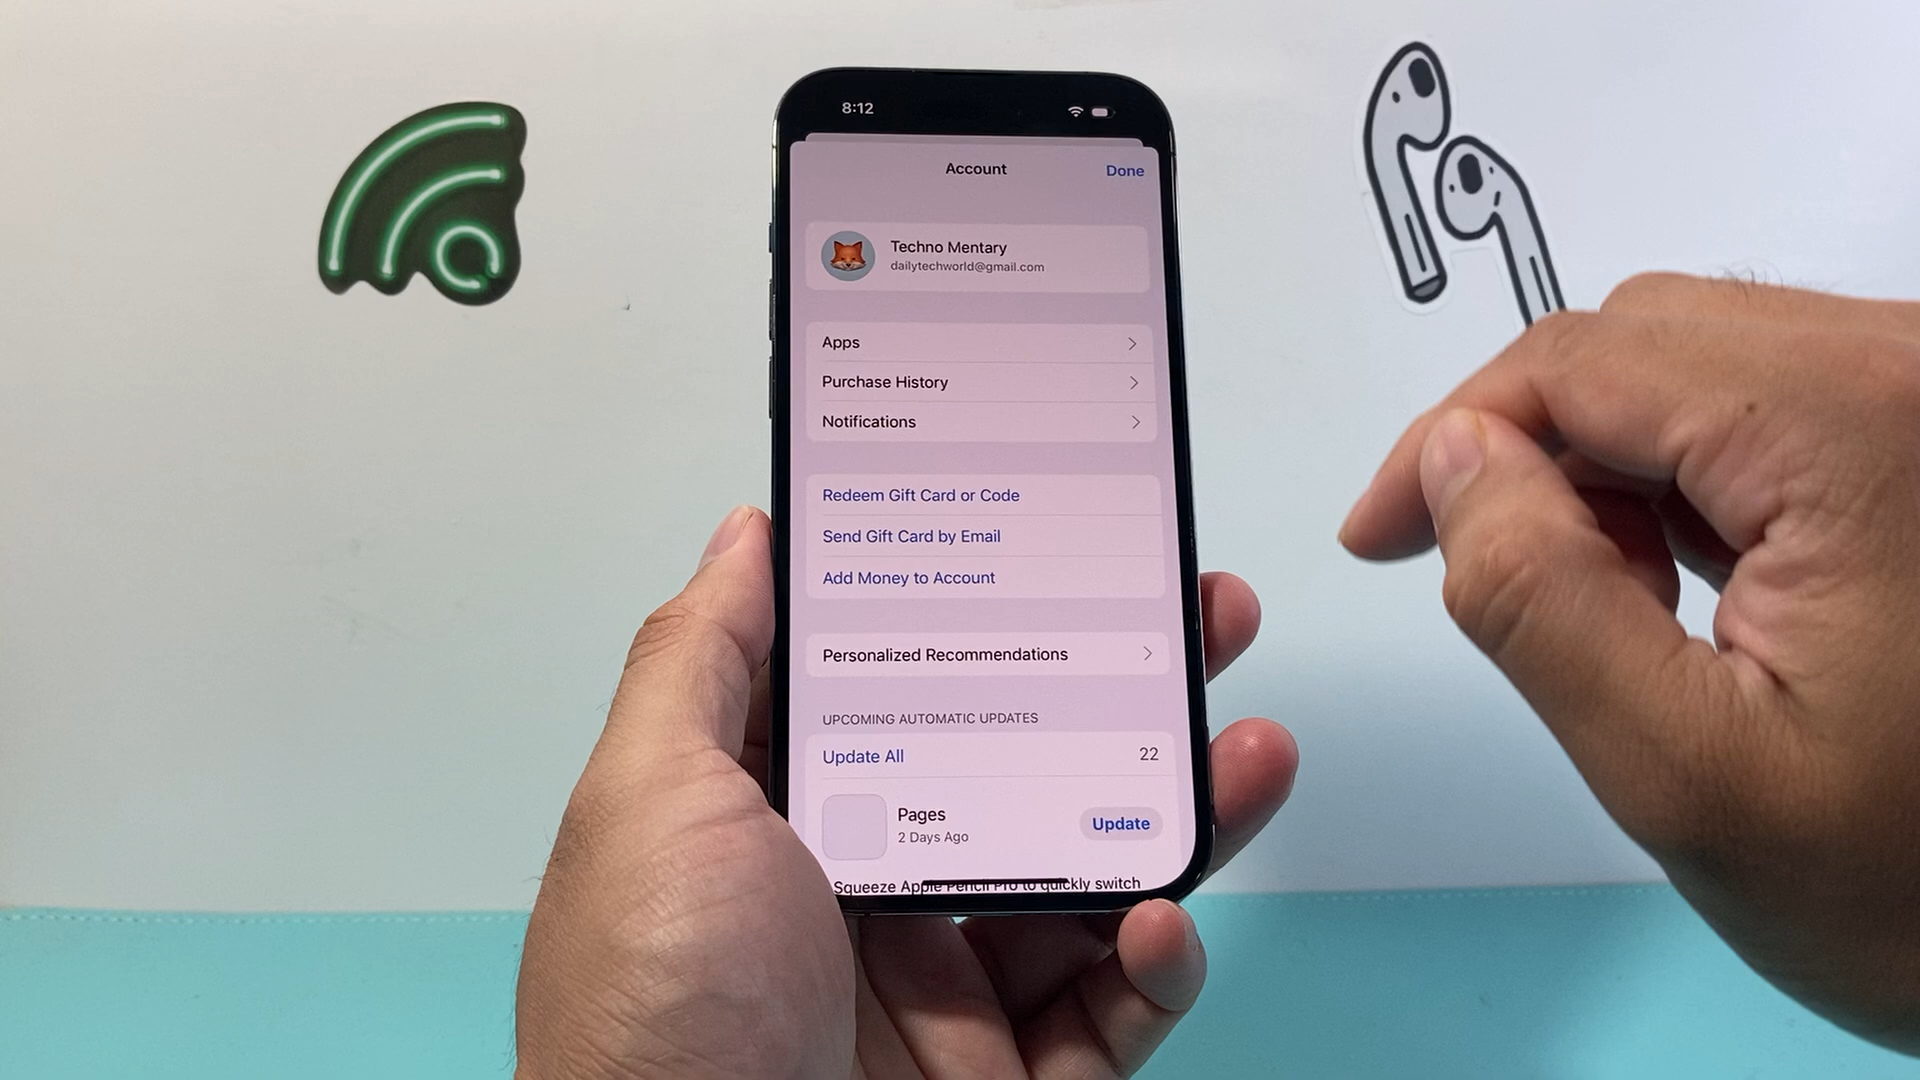 8:12
Account
Done
Techno Mentary
dailytechworld@gmail.com
Apps
Purchase History
Notifications
Redeem Gift Card or Code
Send Gift Card by Email
Add Money to Account
Personalized Recommendations
UPCOMING AUTOMATIC UPDATES
Update All
22
Pages
2 Days Ago
Update
Squeeze Apple Pencil Pro to quickly switch